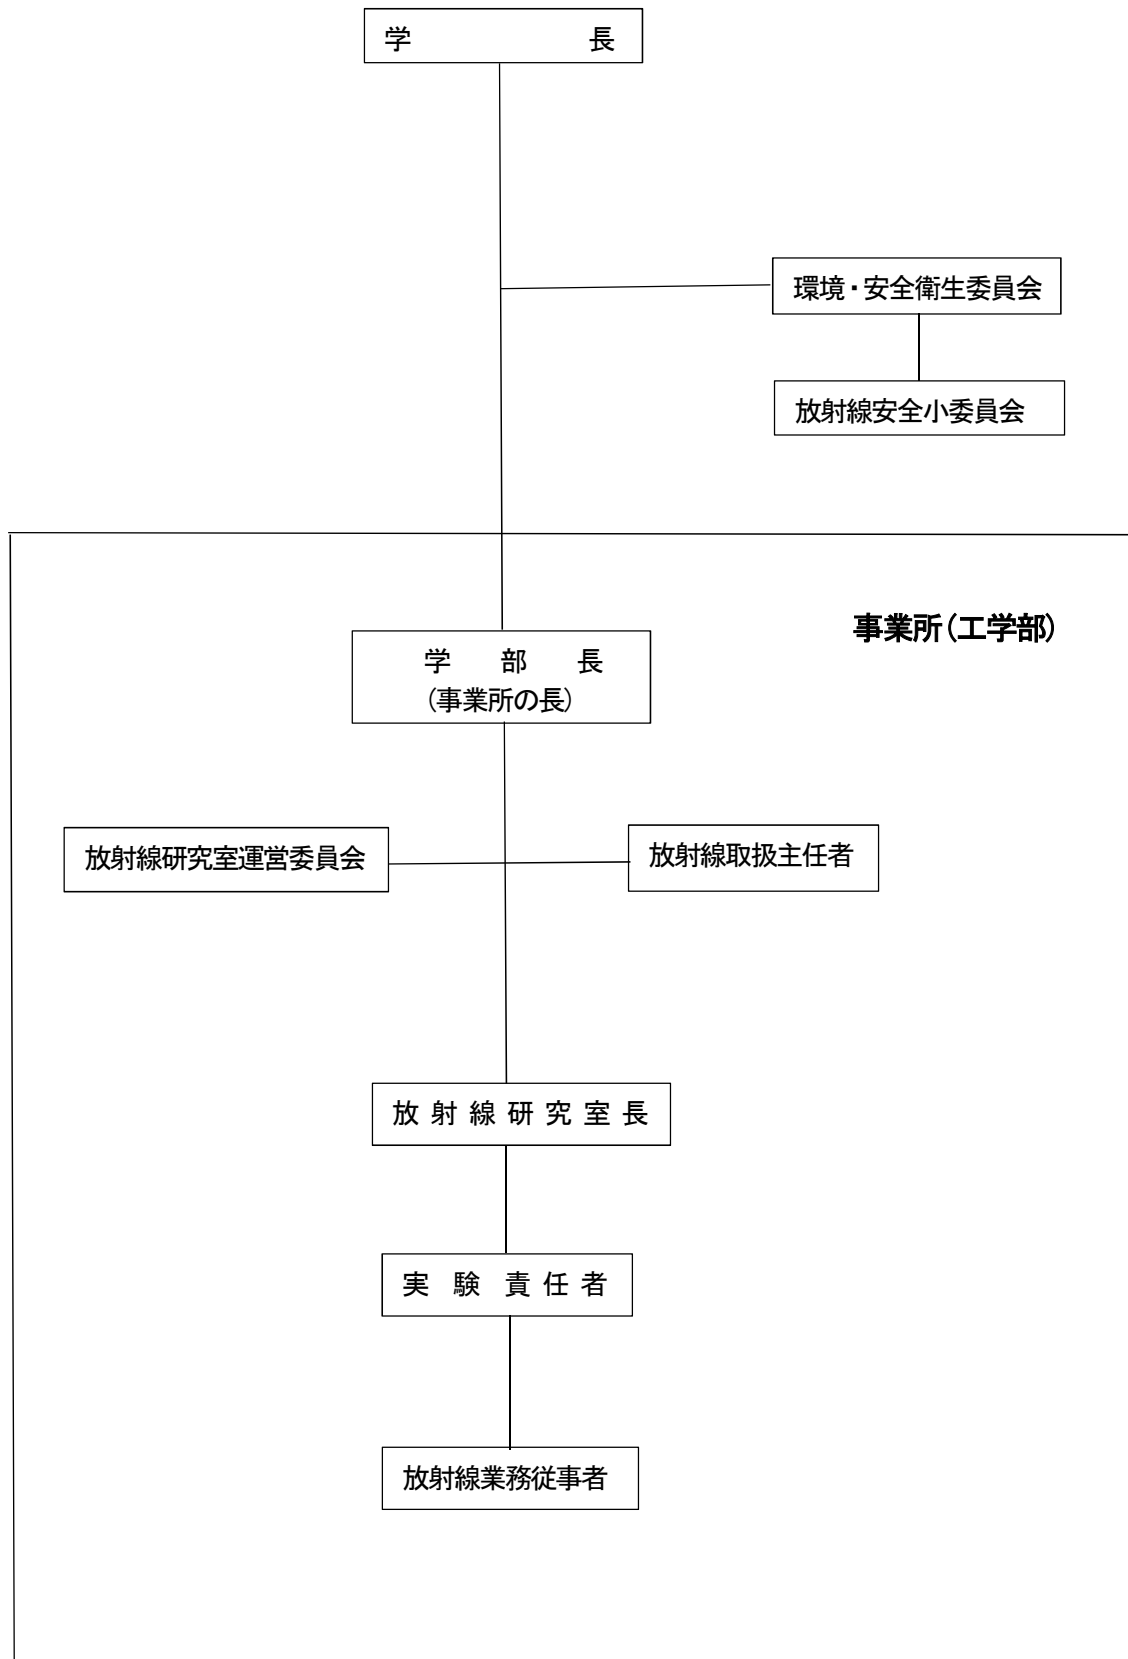 学長
環境・安全衛生委員会
放射線安全小委員会
事業所(工学部)
学部長
(事業所の長)
放射線研究室運営委員会
放射線取扱主任者
放射線研究室長
実験責任者
放射線業務従事者